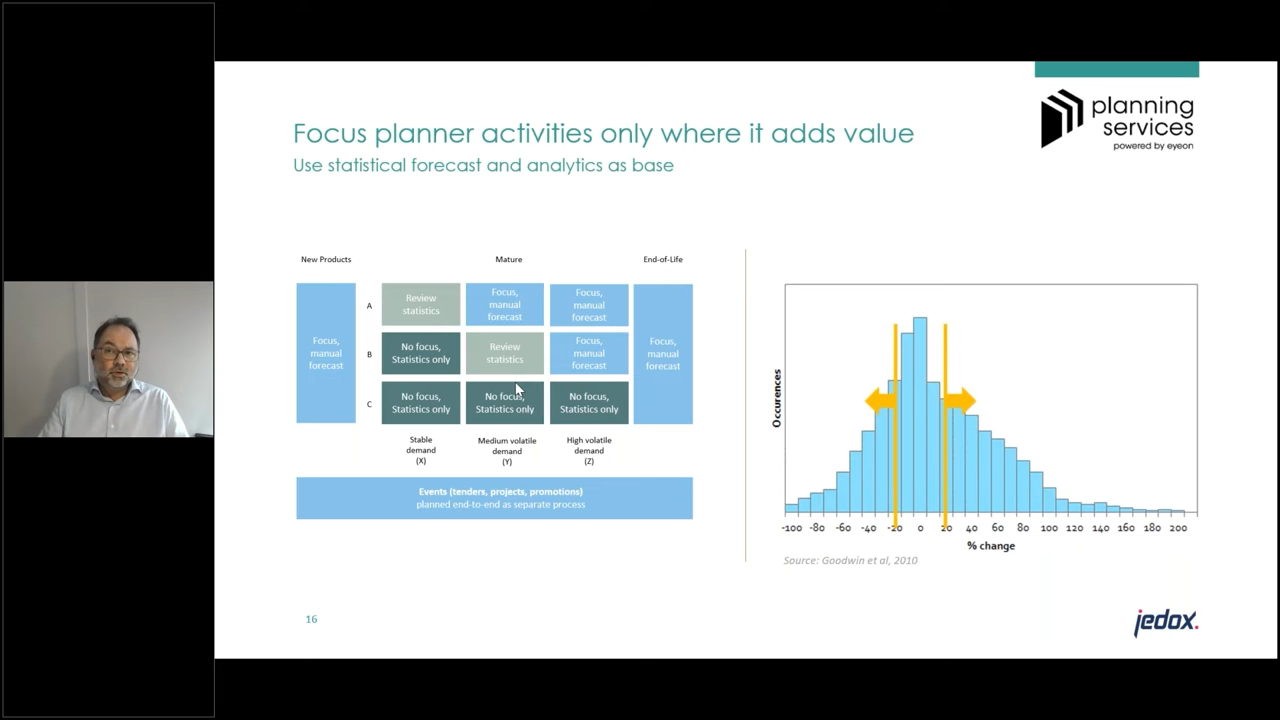 planning
services
powered by eyeon
Focus planner activities only where it adds value
Use statistical forecast and analytics as base
New Products
Mature
End-of-Life
Focus,
manual
forecast
A
Review
statistics
Focus,
manual
forecast
Focus,
manual
forecast
B
No focus,
Statistics only
Review
statistics
Focus,
manual
forecast
C
No focus,
Statistics only
No focus,
Statistics only
No focus,
Statistics only
Focus,
manual
forecast
Stable
demand
(X)
Medium volatile
demand
(Y)
High volatile
demand
(Z)
Events (tenders, projects, promotions)
planned end-to-end as separate process
Occurences
-100 -80 -60 -40 -20 0 20 40 60 80 100 120 140 160 180 200
% change
Source: Goodwin et al, 2010
16
jedox.